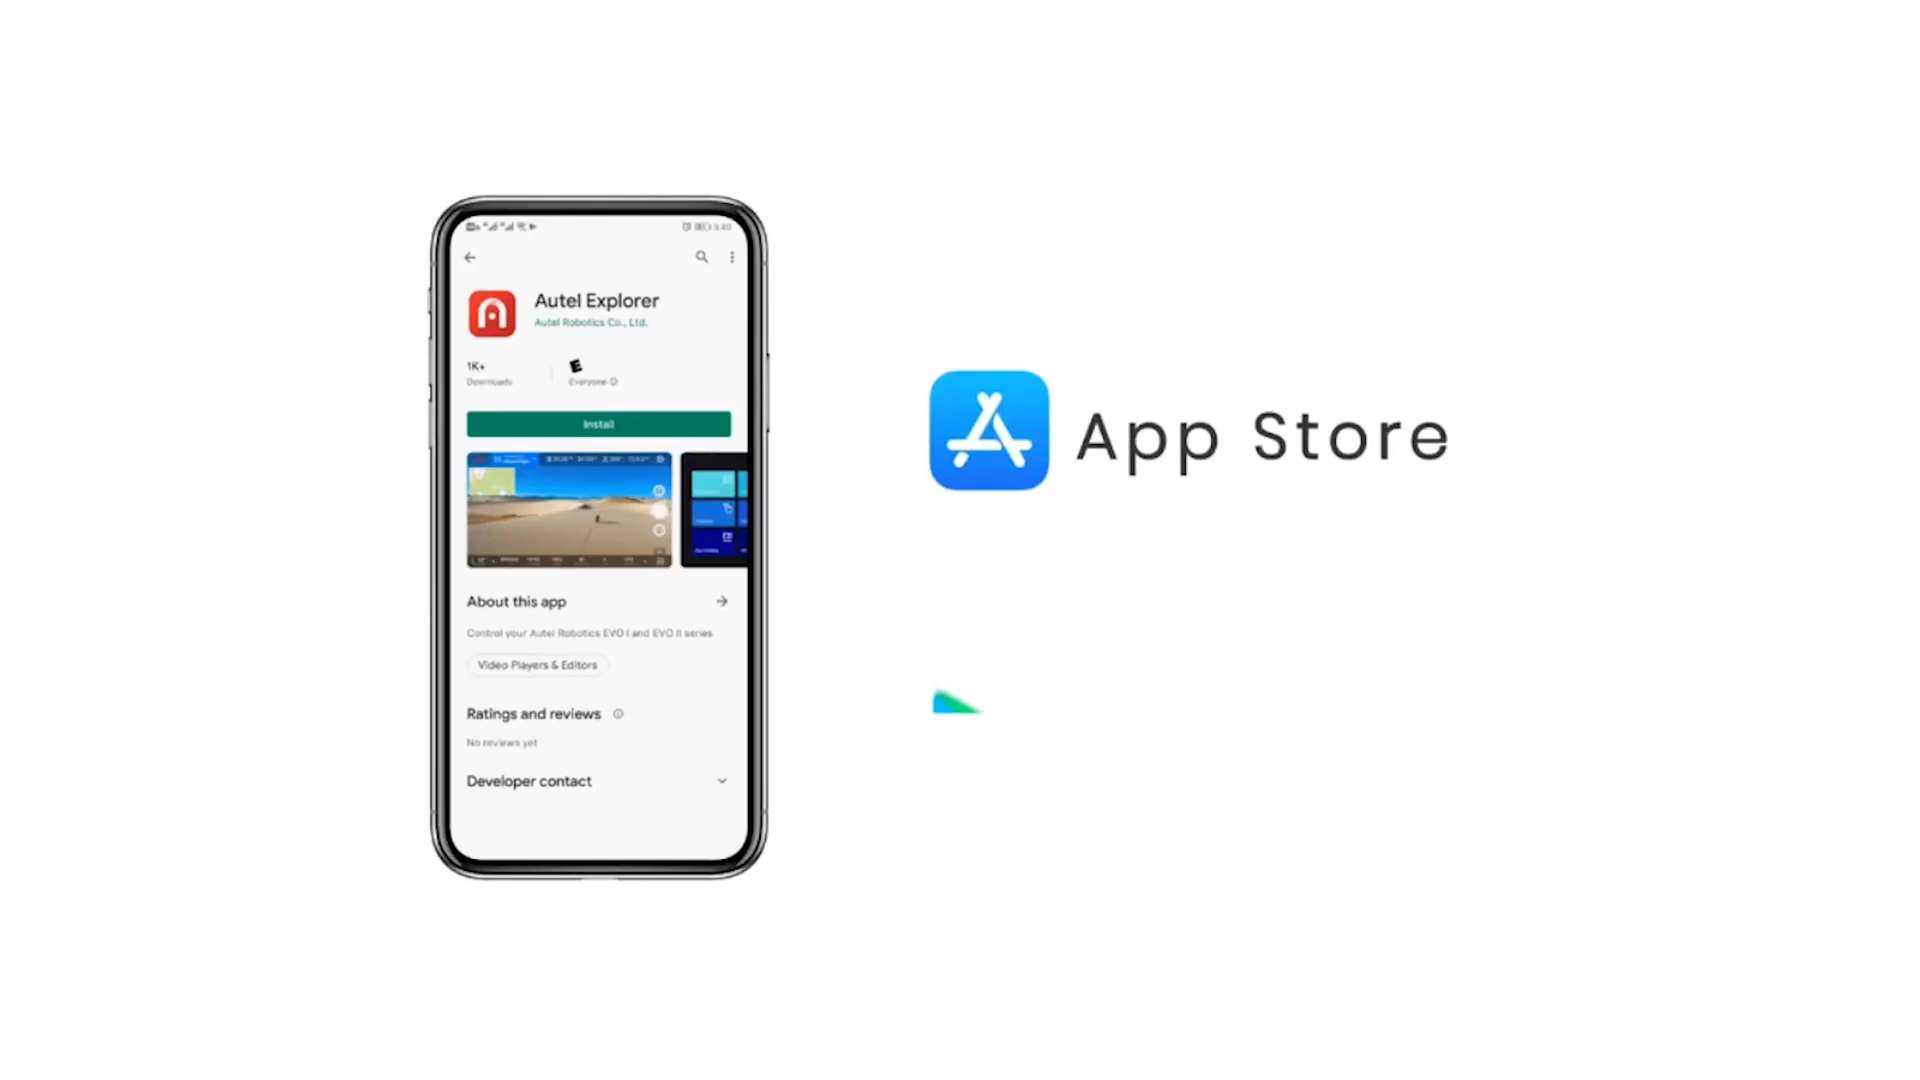 Autel Explorer
Autel Robotics Co., Ltd.
1K+
Downloads
E
Everyone
Install
About this app
Control your Autel Robotics EVO I and EVO II series
Video Players & Editors
Ratings and reviews
No reviews yet
Developer contact
App Store